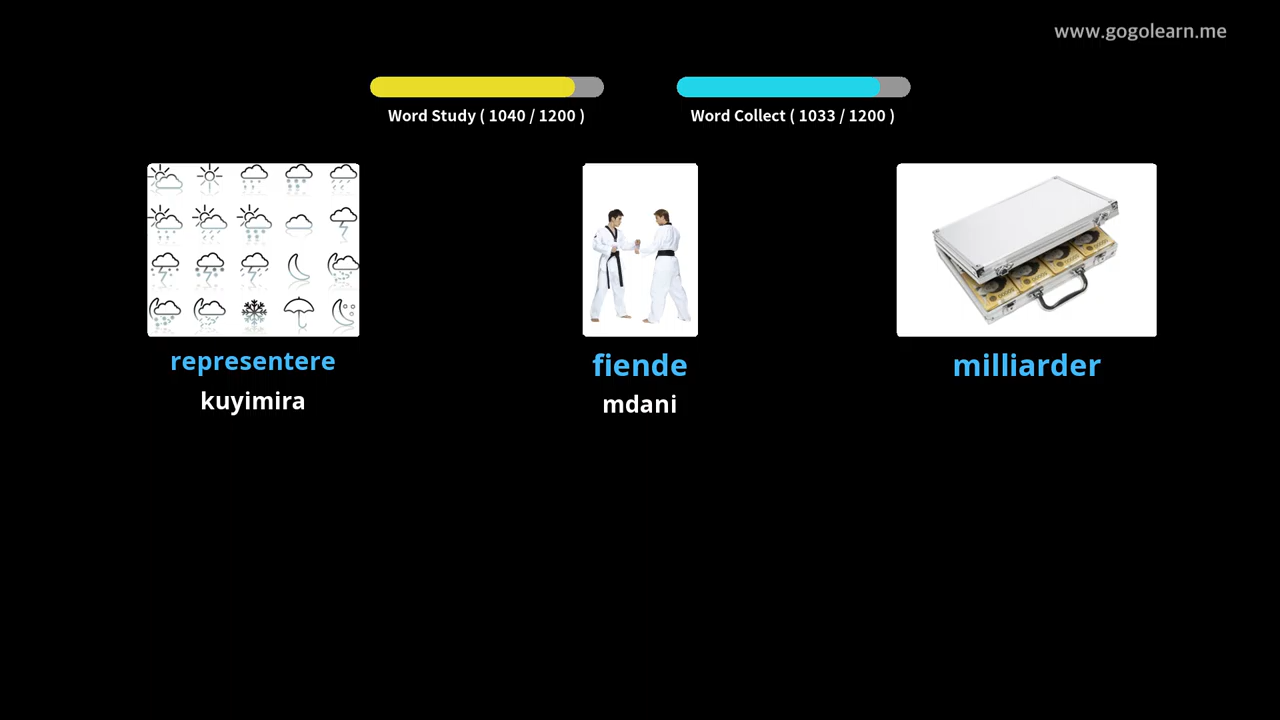 www.gogolearn.me
Word Study ( 1040 / 1200 )
Word Collect ( 1033 / 1200 )
representere
kuyimira
fiende
mdani
milliarder